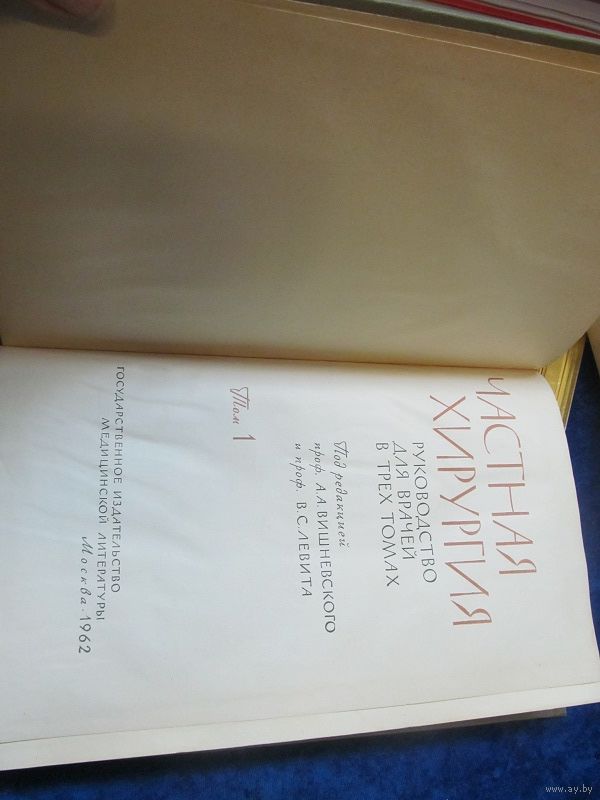 ЧАСТНАЯ
ХИРУРГИЯ
РУКОВОДСТВО
ДЛЯ ВРАЧЕЙ
В ТРЕХ ТОМАХ
Под редакцией
проф. А.А.ВИШНЕВСКОГО
и проф. В.С.ЛЕВИТА
Том 1
ГОСУДАРСТВЕННОЕ ИЗДАТЕЛЬСТВО
МЕДИЦИНСКОЙ ЛИТЕРАТУРЫ
Москва · 1962
www.ay.by